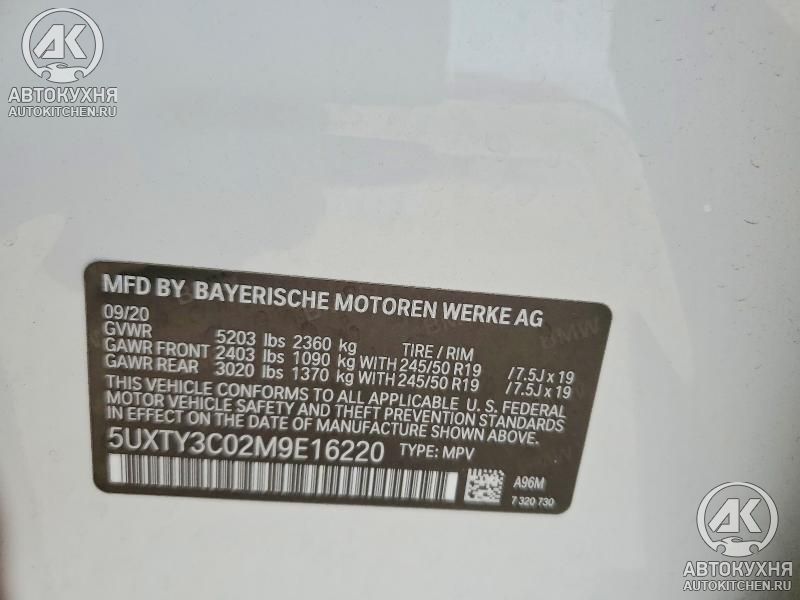 АК
АВТОКУХНЯ
AUTOKITCHEN.RU
MFD BY BAYERISCHE MOTOREN WERKE AG
09/20
GVWR 5203 lbs 2360 kg TIRE / RIM
GAWR FRONT 2403 lbs 1090 kg WITH 245/50 R19 /7.5J x 19
GAWR REAR 3020 lbs 1370 kg WITH 245/50 R19 /7.5J x 19
THIS VEHICLE CONFORMS TO ALL APPLICABLE U. S. FEDERAL
MOTOR VEHICLE SAFETY AND THEFT PREVENTION STANDARDS
IN EFFECT ON THE DATE OF MANUFACTURE SHOWN ABOVE.
5UXTY3C02M9E16220 TYPE: MPV
A96M
7 320 730
АК
АВТОКУХНЯ
AUTOKITCHEN.RU